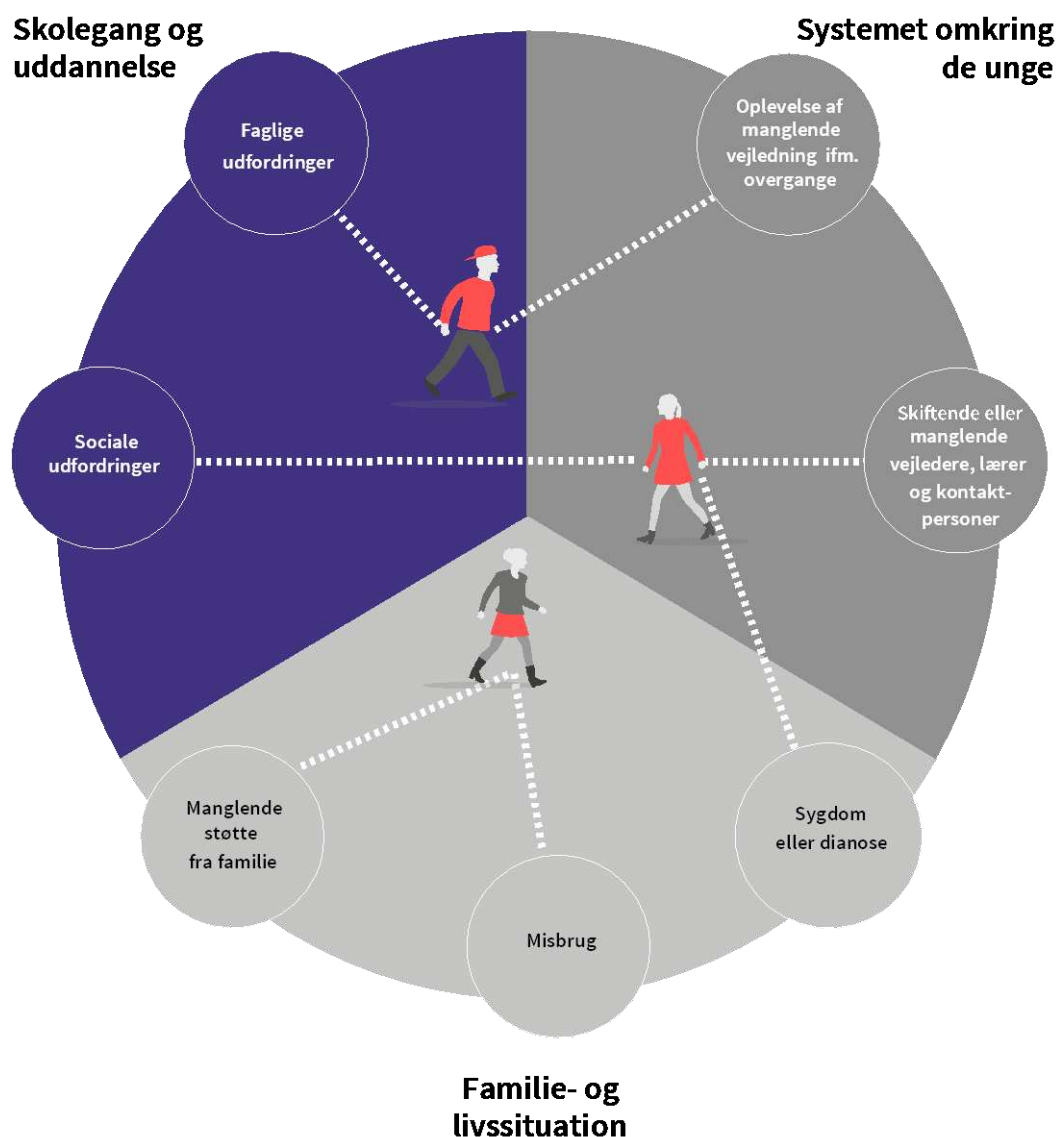 Skolegang og
uddannelse
Systemet omkring
de unge
Faglige
udfordringer
Oplevelse af
manglende
vejledning ifm.
overgange
Sociale
udfordringer
Skiftende eller
manglende
vejledere, lærer
og kontakt-
personer
Manglende
støtte
fra familie
Sygdom
eller dianose
Misbrug
Familie- og
livssituation